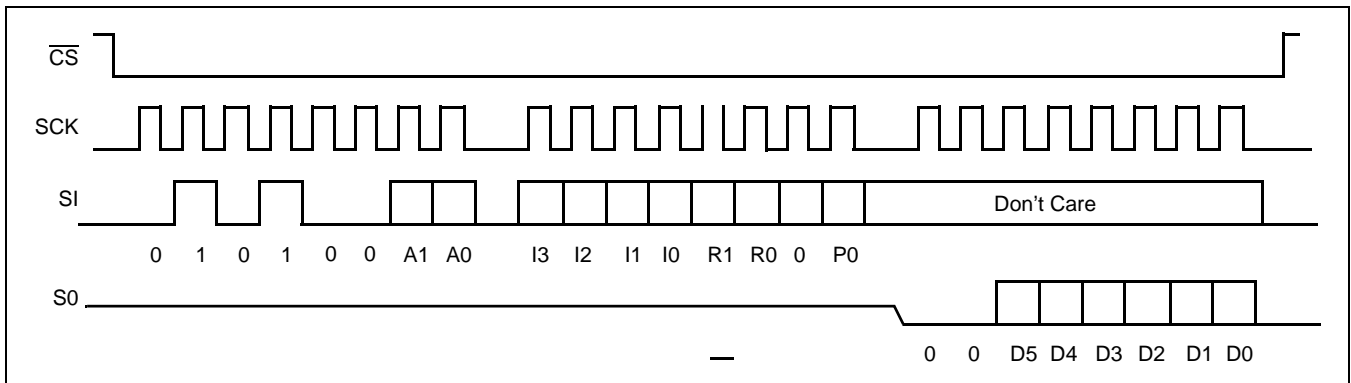 CS
SCK
SI
Don't Care
0 1 0 1 0 0 A1 A0 I3 I2 I1 I0 R1 R0 0 P0
S0
0 0 D5 D4 D3 D2 D1 D0